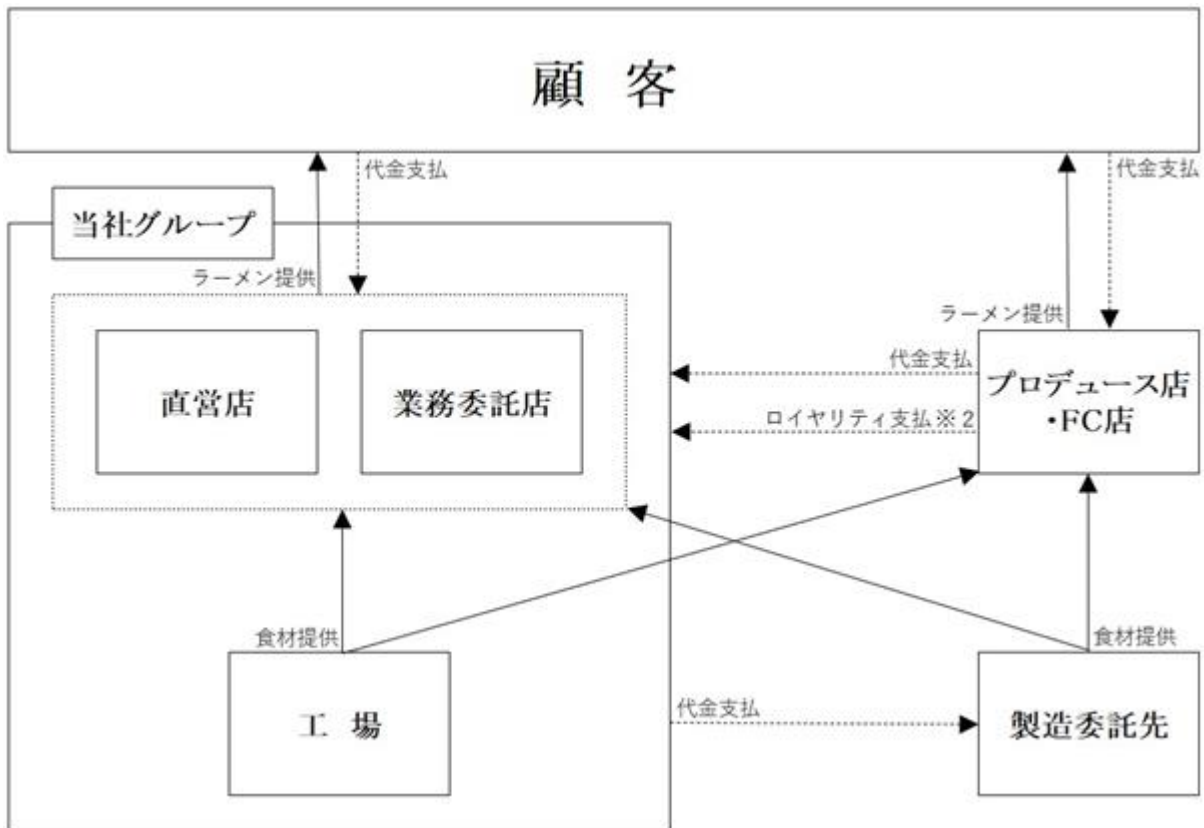 顧 客
代金支払
代金支払
当社グループ
ラーメン提供
ラーメン提供
直営店
業務委託店
代金支払
ロイヤリティ支払※2
プロデュース店
・FC店
食材提供
食材提供
工 場
代金支払
製造委託先